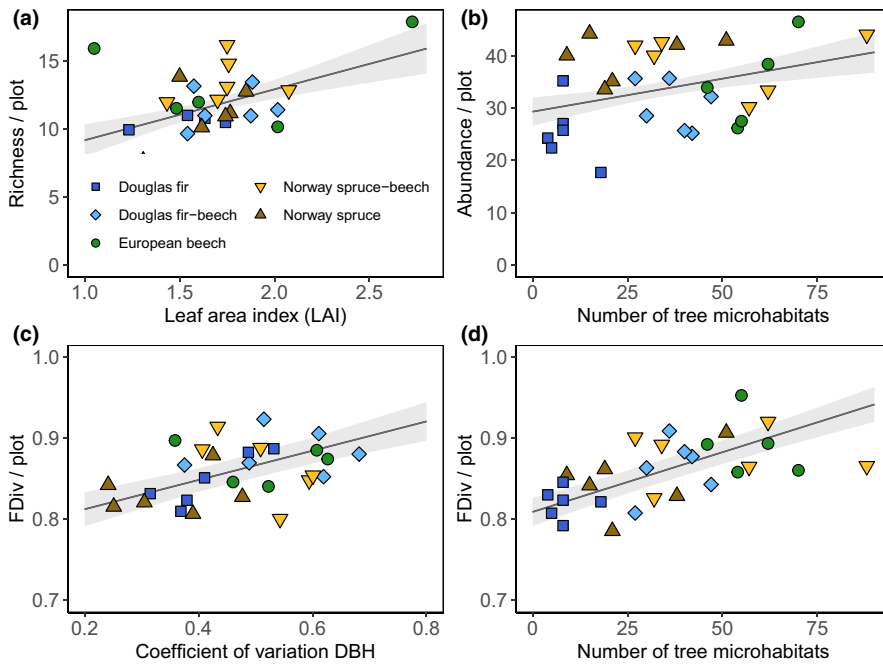 (a)
Richness / plot
15
10
5
0
Douglas fir
Douglas fir−beech
European beech
Norway spruce−beech
Norway spruce
1.0 1.5 2.0 2.5
Leaf area index (LAI)
(b)
Abundance / plot
40
30
20
10
0
0 25 50 75
Number of tree microhabitats
(c)
FDiv / plot
1.0
0.9
0.8
0.7
0.2 0.4 0.6 0.8
Coefficient of variation DBH
(d)
FDiv / plot
1.0
0.9
0.8
0.7
0 25 50 75
Number of tree microhabitats